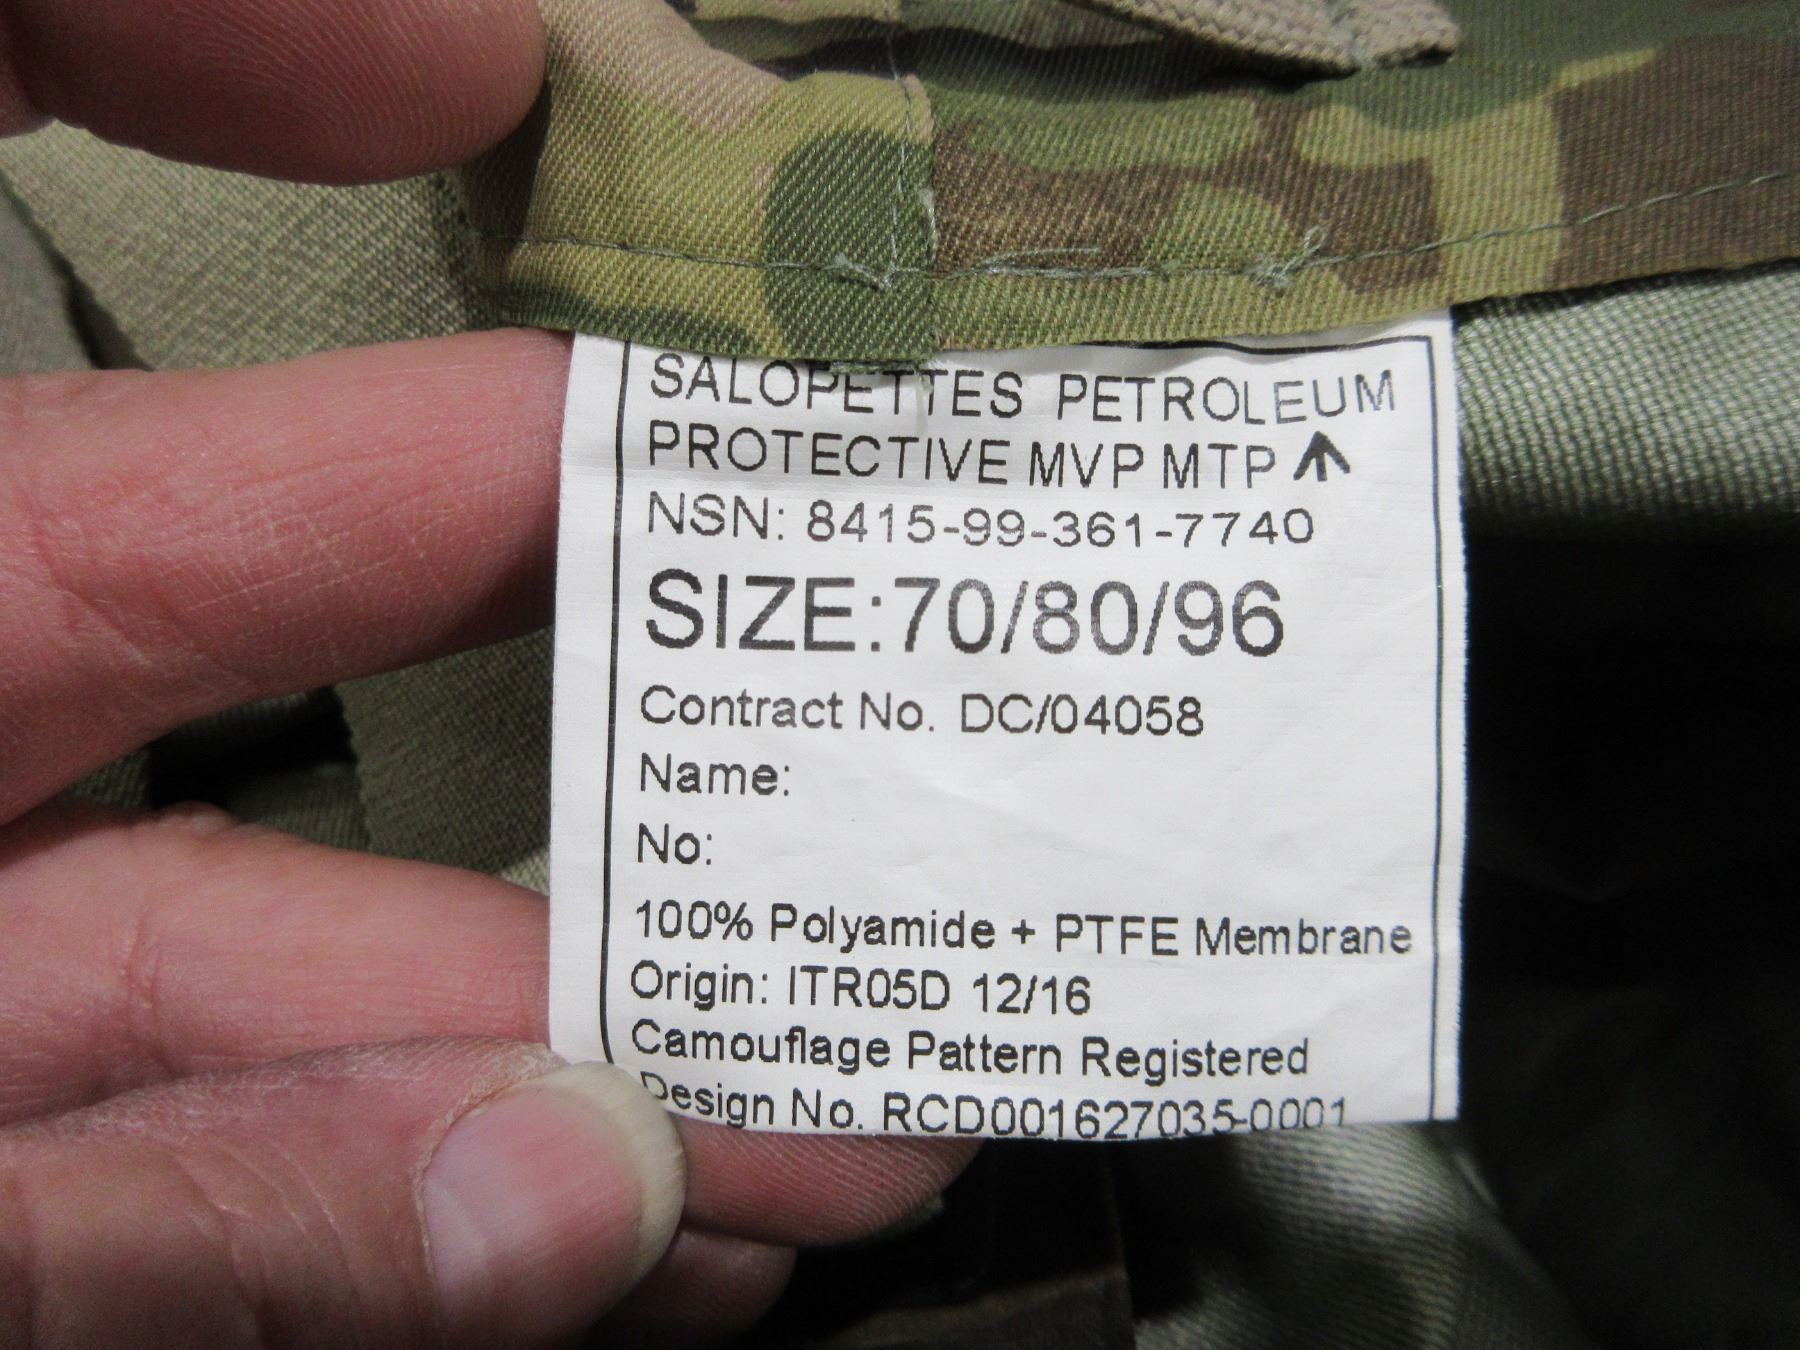 SALOPETTES PETROLEUM
PROTECTIVE MVP MTP
NSN: 8415-99-361-7740
SIZE:70/80/96
Contract No. DC/04058
Name:
No:
100% Polyamide + PTFE Membrane
Origin: ITR05D 12/16
Camouflage Pattern Registered
Design No. RCD001627035-0001